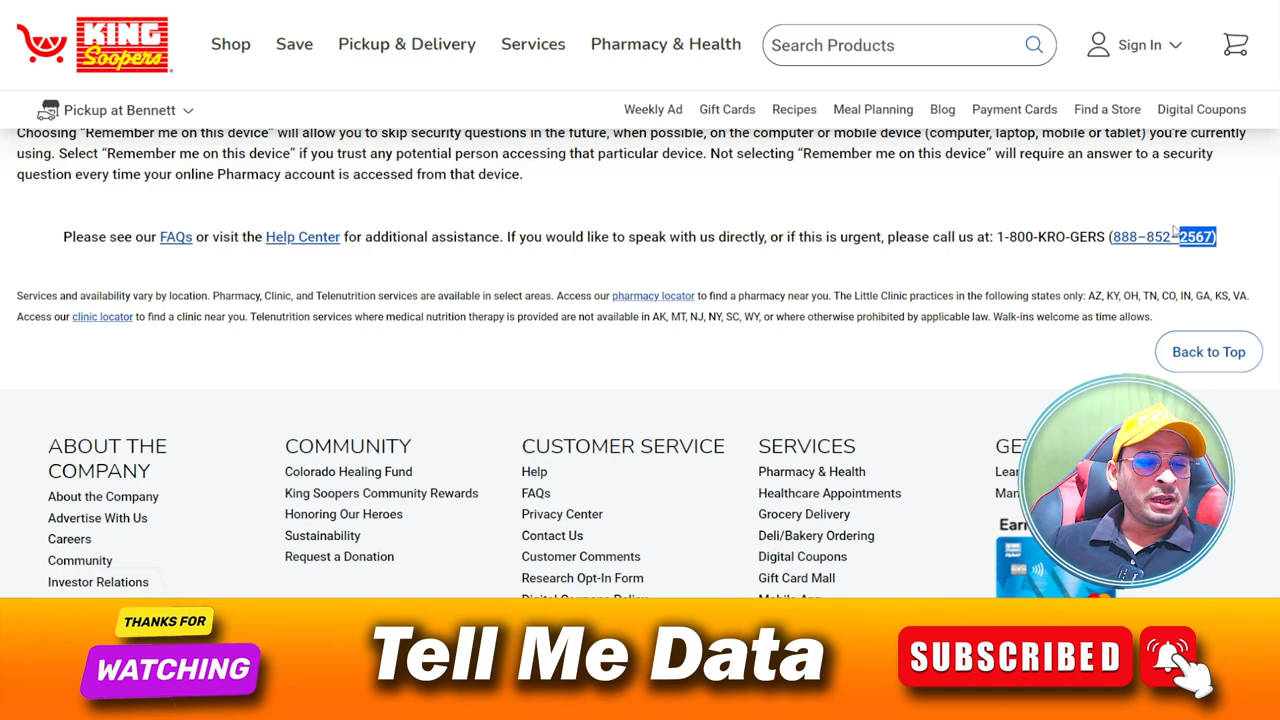 KING
Soopers
Shop
Save
Pickup & Delivery
Services
Pharmacy & Health
Search Products
Sign In
Pickup at Bennett
Weekly Ad
Gift Cards
Recipes
Meal Planning
Blog
Payment Cards
Find a Store
Digital Coupons
Choosing “Remember me on this device” will allow you to skip security questions in the future, when possible, on the computer or mobile device (computer, laptop, mobile or tablet) you’re currently
using. Select “Remember me on this device” if you trust any potential person accessing that particular device. Not selecting “Remember me on this device” will require an answer to a security
question every time your online Pharmacy account is accessed from that device.
Please see our FAQs or visit the Help Center for additional assistance. If you would like to speak with us directly, or if this is urgent, please call us at: 1-800-KRO-GERS (888–852–2567)
Services and availability vary by location. Pharmacy, Clinic, and Telenutrition services are available in select areas. Access our pharmacy locator to find a pharmacy near you. The Little Clinic practices in the following states only: AZ, KY, OH, TN, CO, IN, GA, KS, VA.
Access our clinic locator to find a clinic near you. Telenutrition services where medical nutrition therapy is provided are not available in AK, MT, NJ, NY, SC, WY, or where otherwise prohibited by applicable law. Walk-ins welcome as time allows.
Back to Top
ABOUT THE
COMPANY
About the Company
Advertise With Us
Careers
Community
Investor Relations
COMMUNITY
Colorado Healing Fund
King Soopers Community Rewards
Honoring Our Heroes
Sustainability
Request a Donation
CUSTOMER SERVICE
Help
FAQs
Privacy Center
Contact Us
Customer Comments
Research Opt-In Form
Digital Coupons Policy
SERVICES
Pharmacy & Health
Healthcare Appointments
Grocery Delivery
Deli/Bakery Ordering
Digital Coupons
Gift Card Mall
Mobile App
THANKS FOR
WATCHING
Tell Me Data
SUBSCRIBED